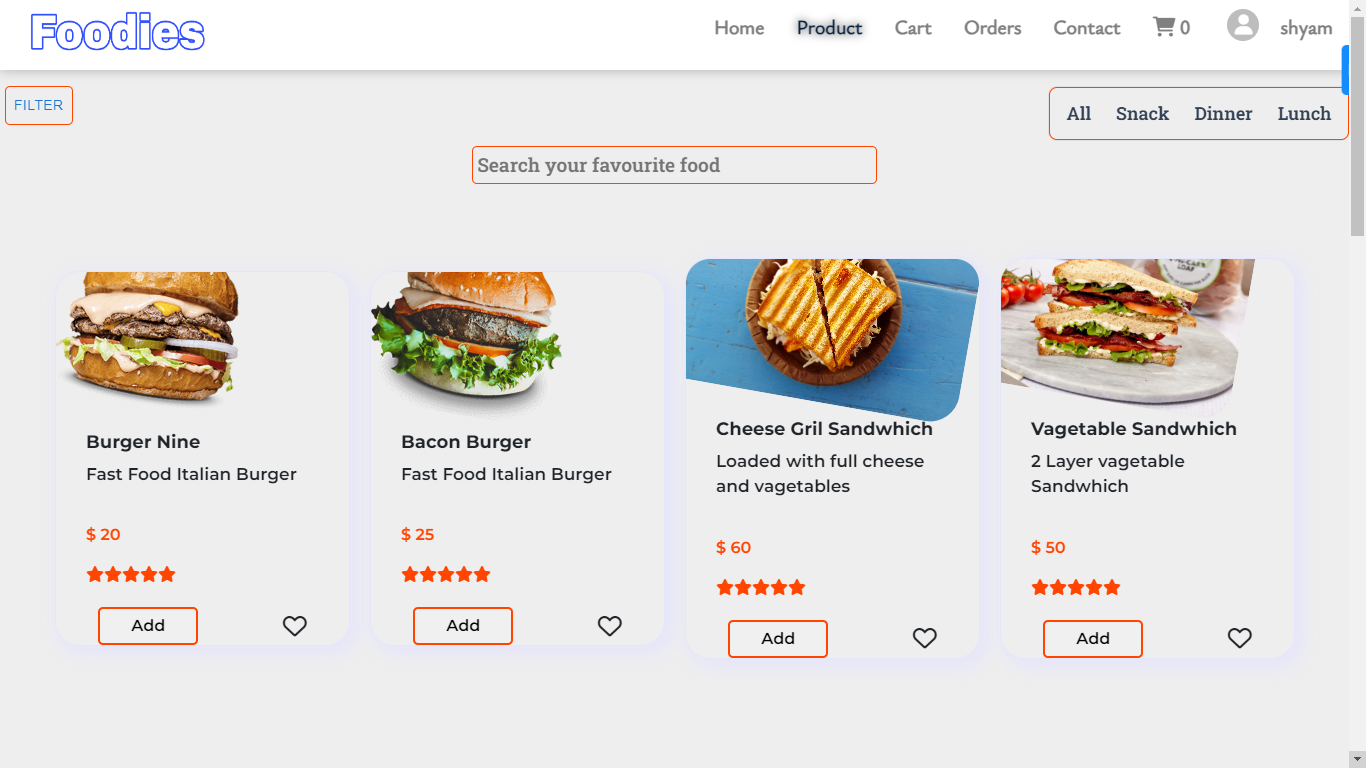 Foodies
Home Product Cart Orders Contact 0 shyam
FILTER
All Snack Dinner Lunch
Search your favourite food
Burger Nine
Fast Food Italian Burger
$ 20
Add
Bacon Burger
Fast Food Italian Burger
$ 25
Add
Cheese Gril Sandwhich
Loaded with full cheese
and vagetables
$ 60
Add
Vagetable Sandwhich
2 Layer vagetable
Sandwhich
$ 50
Add